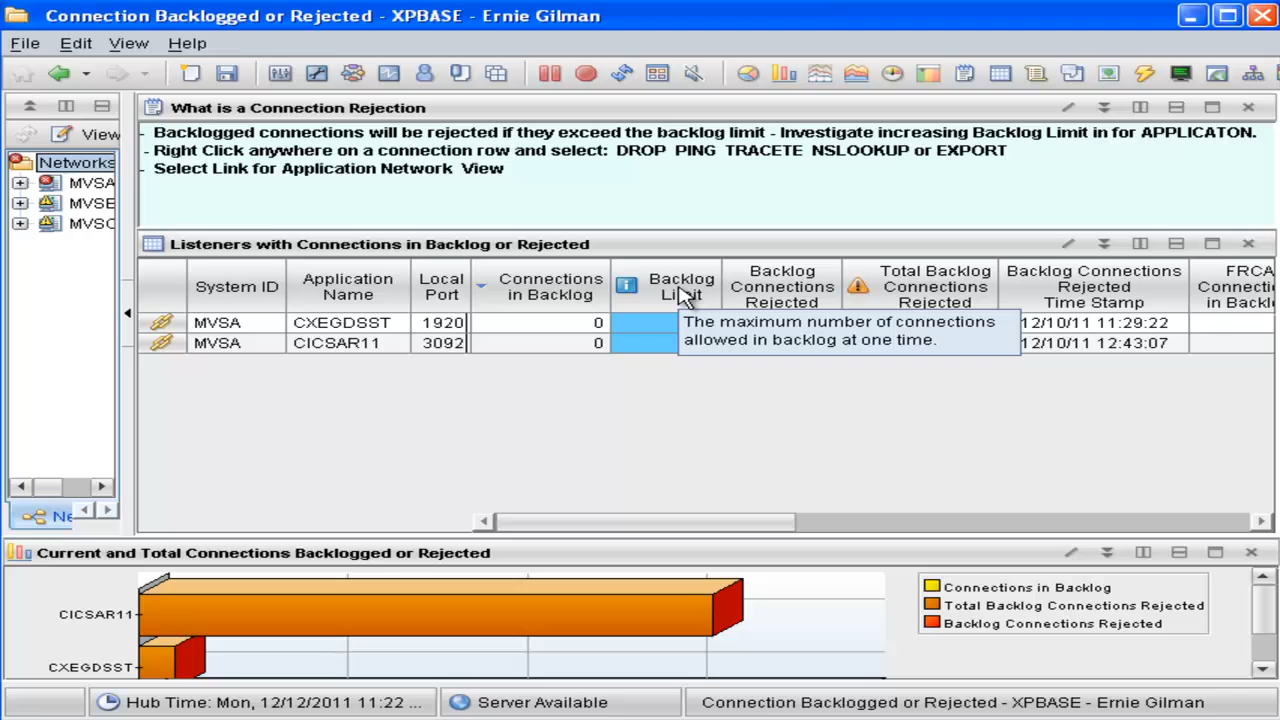 Connection Backlogged or Rejected - XPBASE - Ernie Gilman
File Edit View Help
View
Networks
MVSA
MVSE
MVSC
What is a Connection Rejection
- Backlogged connections will be rejected if they exceed the backlog limit - Investigate increasing Backlog Limit in for APPLICATON.
- Right Click anywhere on a connection row and select: DROP PING TRACETE NSLOOKUP or EXPORT
- Select Link for Application Network View
Listeners with Connections in Backlog or Rejected
System ID
Application
Name
Local
Port
Connections
in Backlog
Backlog
Limit
Backlog
Connections
Rejected
Total Backlog
Connections
Rejected
Backlog Connections
Rejected
Time Stamp
FRCA
Connecti
in Backl
MVSA CXEGDSST 1920 0 12/10/11 11:29:22
MVSA CICSAR11 3092 0 12/10/11 12:43:07
The maximum number of connections
allowed in backlog at one time.
Ne
Current and Total Connections Backlogged or Rejected
CICSAR11
CXEGDSST
Connections in Backlog
Total Backlog Connections Rejected
Backlog Connections Rejected
Hub Time: Mon, 12/12/2011 11:22 ...
Server Available
Connection Backlogged or Rejected - XPBASE - Ernie Gilman